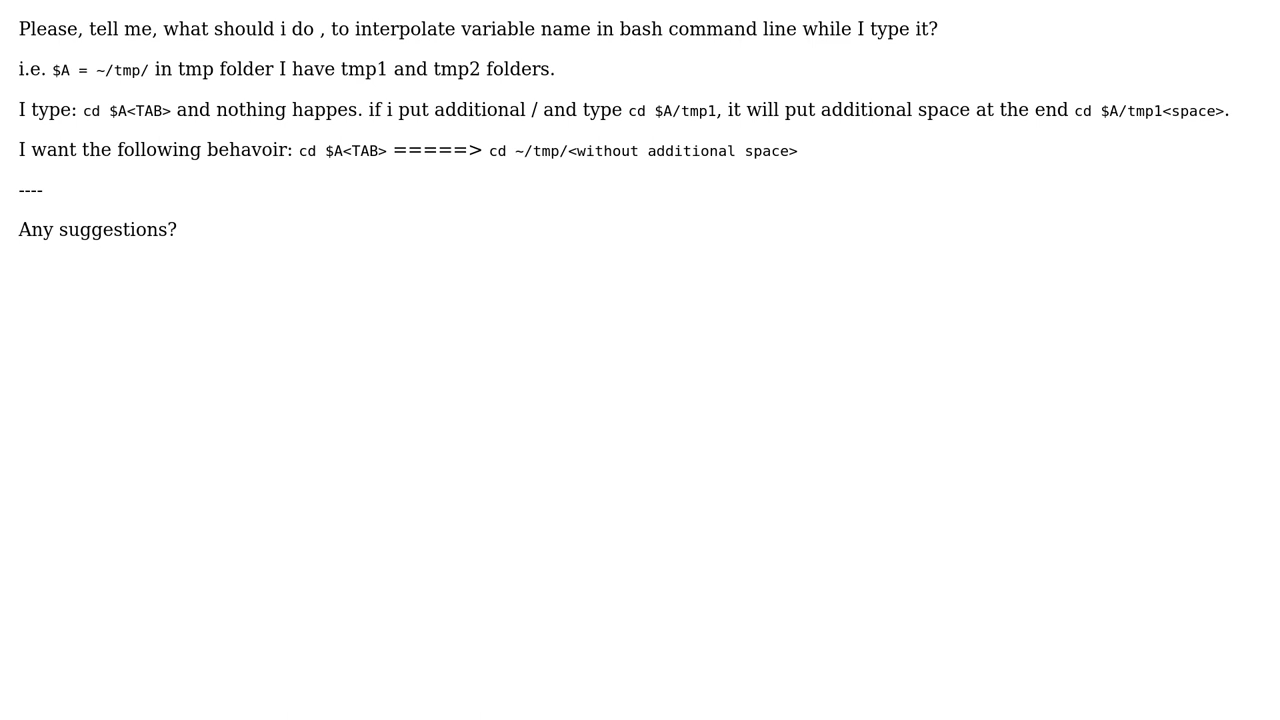 Please, tell me, what should i do , to interpolate variable name in bash command line while I type it?
i.e. $A = ~/tmp/ in tmp folder I have tmp1 and tmp2 folders.
I type: cd $A<TAB> and nothing happes. if i put additional / and type cd $A/tmp1, it will put additional space at the end cd $A/tmp1<space>.
I want the following behavoir: cd $A<TAB> =====> cd ~/tmp/<without additional space>
----
Any suggestions?